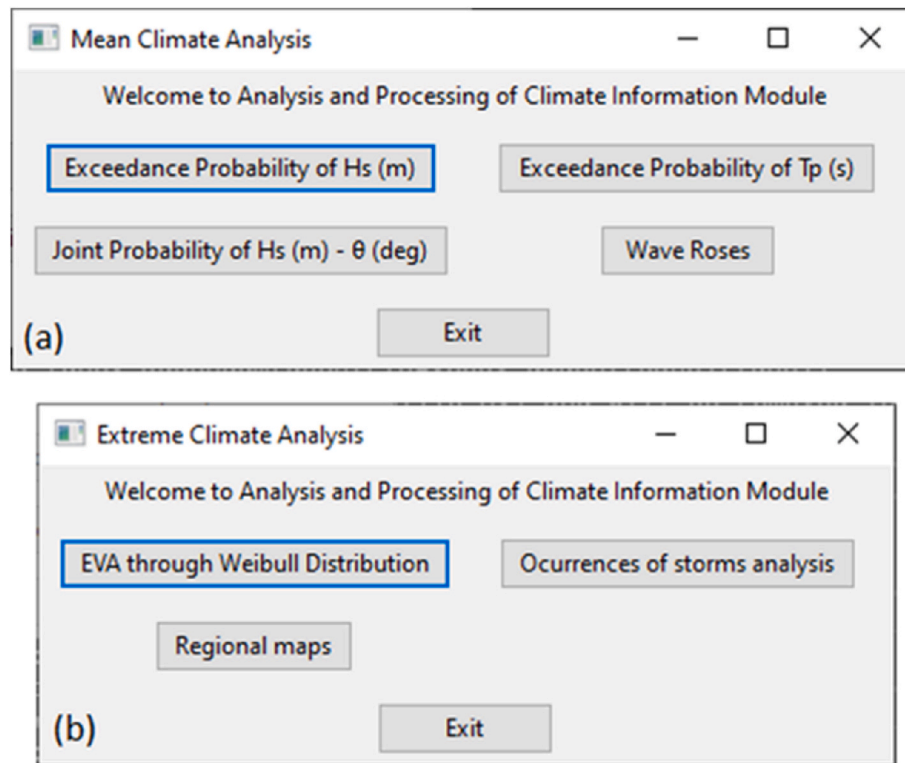 Mean Climate Analysis
Welcome to Analysis and Processing of Climate Information Module
Exceedance Probability of Hs (m)
Exceedance Probability of Tp (s)
Joint Probability of Hs (m) - θ (deg)
Wave Roses
Exit
(a)
Extreme Climate Analysis
Welcome to Analysis and Processing of Climate Information Module
EVA through Weibull Distribution
Ocurrences of storms analysis
Regional maps
Exit
(b)